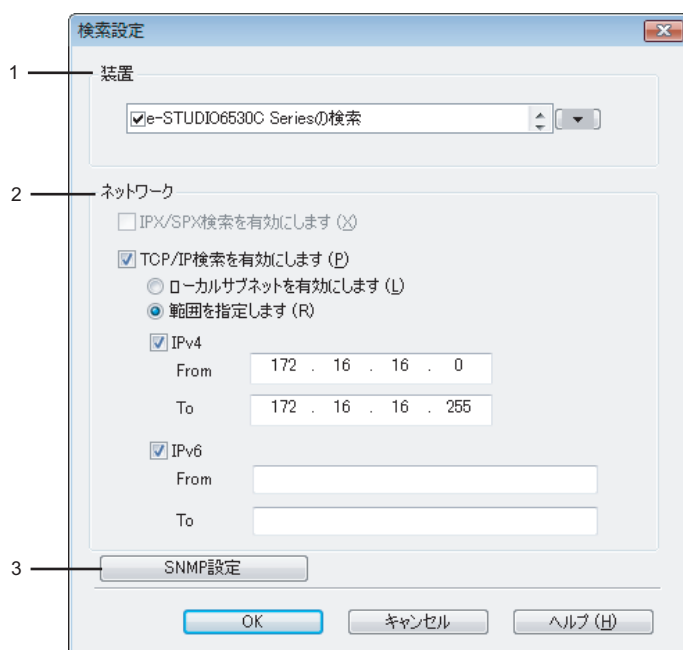 検索設定
1
装置
e-STUDIO6530C Seriesの検索
2
ネットワーク
IPX/SPX検索を有効にします(X)
TCP/IP検索を有効にします(P)
ローカルサブネットを有効にします(L)
範囲を指定します(R)
IPv4
From 172 . 16 . 16 . 0
To 172 . 16 . 16 . 255
IPv6
From
To
3
SNMP設定
OK キャンセル ヘルプ(H)